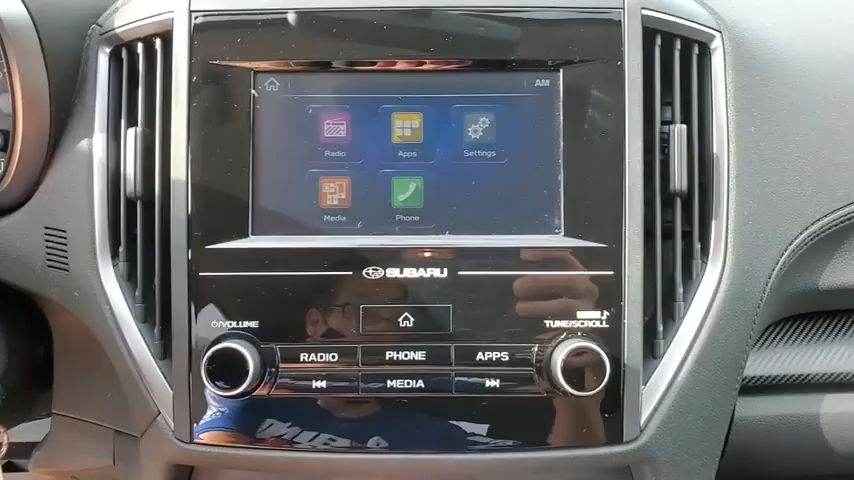 AM
Radio Apps Settings
Media Phone
SUBARU
VOLUME TUNE/SCROLL
RADIO PHONE APPS
MEDIA